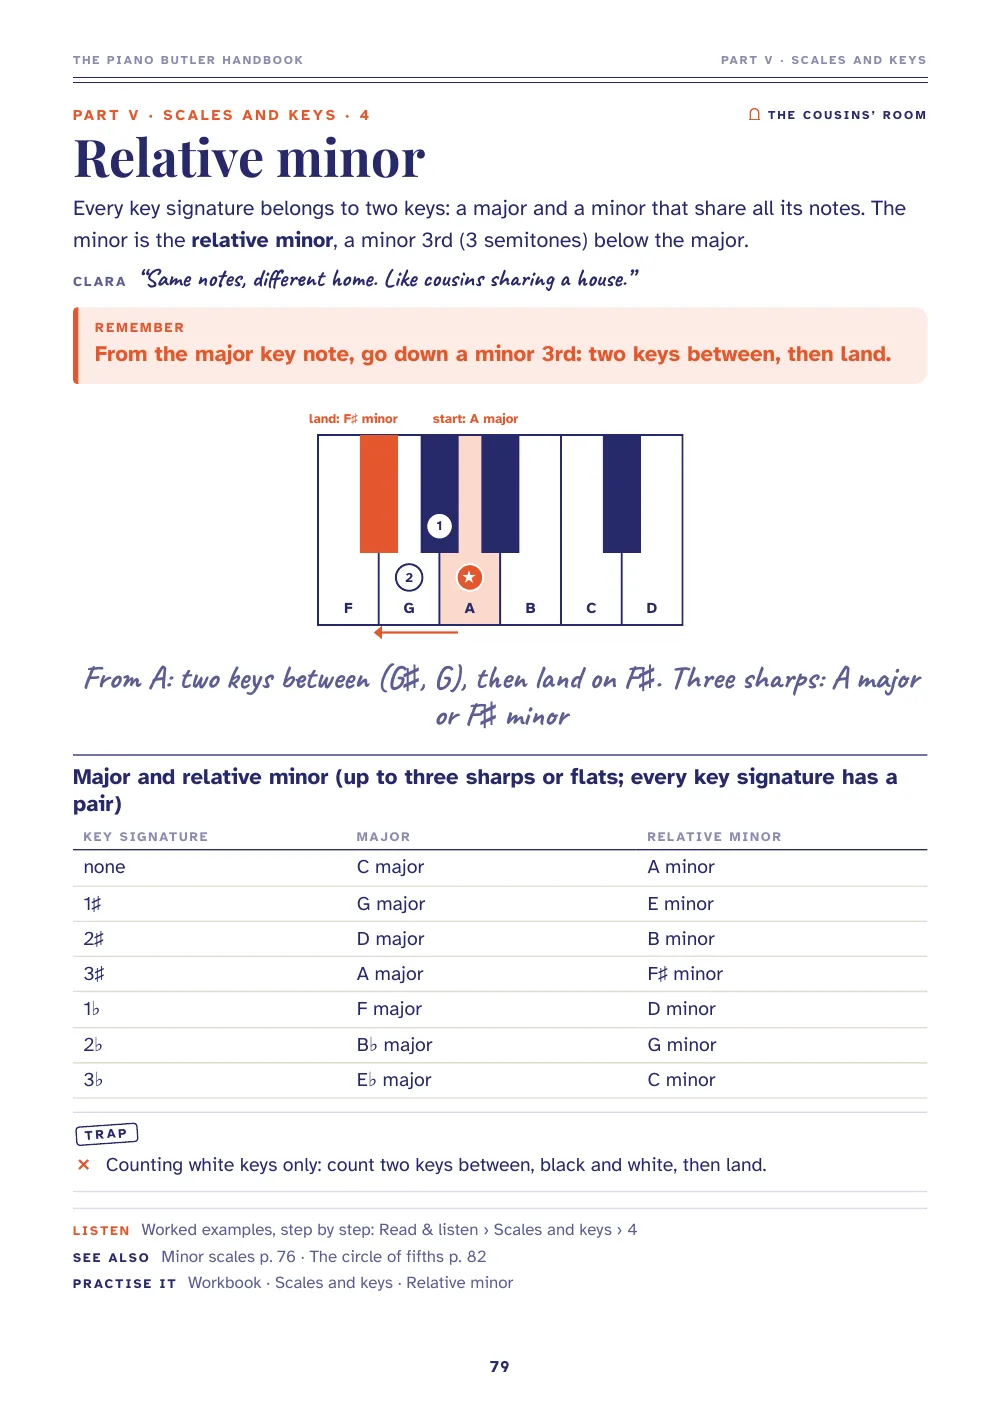 THE PIANO BUTLER HANDBOOK
PART V · SCALES AND KEYS
PART V · SCALES AND KEYS · 4
THE COUSINS’ ROOM
Relative minor
Every key signature belongs to two keys: a major and a minor that share all its notes. The
minor is the relative minor, a minor 3rd (3 semitones) below the major.
CLARA “Same notes, different home. Like cousins sharing a house.”
REMEMBER
From the major key note, go down a minor 3rd: two keys between, then land.
land: F♯ minor start: A major
1
2 ★
F G A B C D
From A: two keys between (G♯, G), then land on F♯. Three sharps: A major
or F♯ minor
Major and relative minor (up to three sharps or flats; every key signature has a
pair)
KEY SIGNATURE MAJOR RELATIVE MINOR
none C major A minor
1♯ G major E minor
2♯ D major B minor
3♯ A major F♯ minor
1♭ F major D minor
2♭ B♭ major G minor
3♭ E♭ major C minor
TRAP
× Counting white keys only: count two keys between, black and white, then land.
LISTEN Worked examples, step by step: Read & listen › Scales and keys › 4
SEE ALSO Minor scales p. 76 · The circle of fifths p. 82
PRACTISE IT Workbook · Scales and keys · Relative minor
79